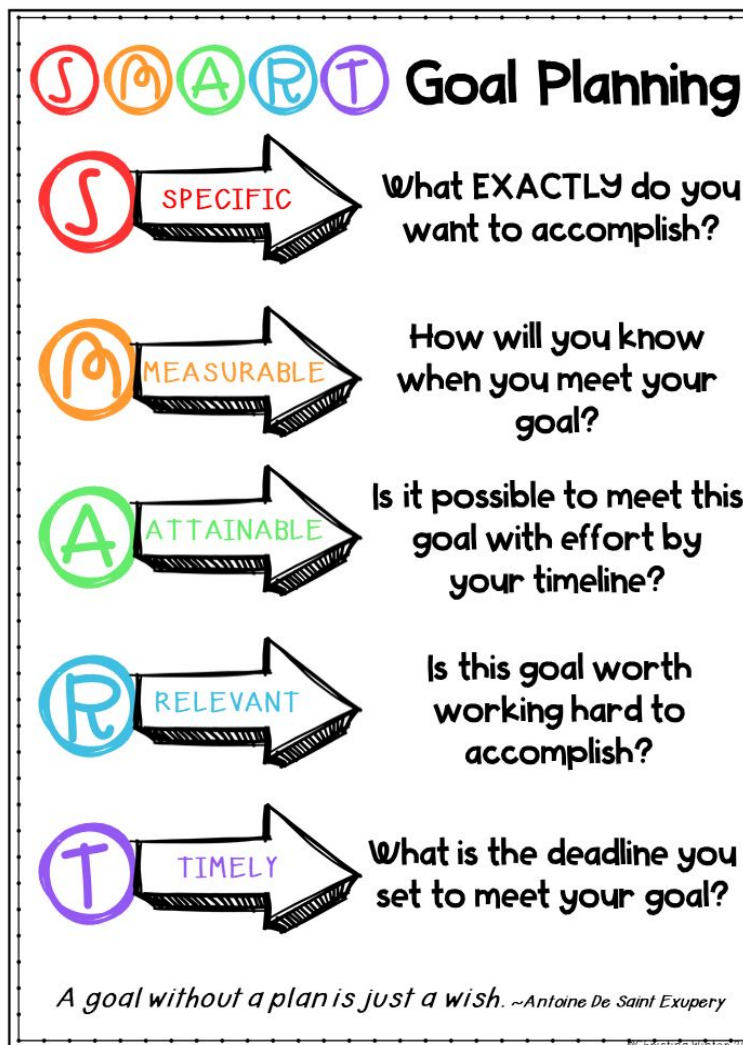 SMART Goal Planning
S SPECIFIC
What EXACTLY do you
want to accomplish?
M MEASURABLE
How will you know
when you meet your
goal?
A ATTAINABLE
Is it possible to meet this
goal with effort by
your timeline?
R RELEVANT
Is this goal worth
working hard to
accomplish?
T TIMELY
What is the deadline you
set to meet your goal?
A goal without a plan is just a wish. ~Antoine De Saint Exupery